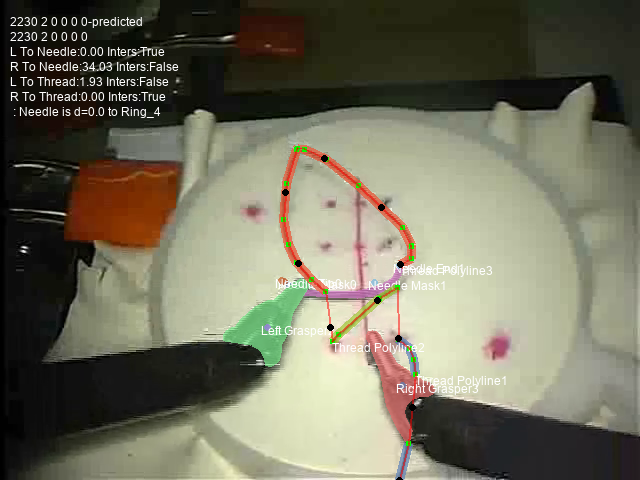 2230 2 0 0 0 0-predicted
2230 2 0 0 0 0
L To Needle:0.00 Inters:True
R To Needle:34.03 Inters:False
L To Thread:1.93 Inters:False
R To Thread:0.00 Inters:True
: Needle is d=0.0 to Ring_4
Needle End1
Thread Polyline3
Needle Mask1
Left Grasper
Thread Polyline2
Thread Polyline1
Right Grasper3